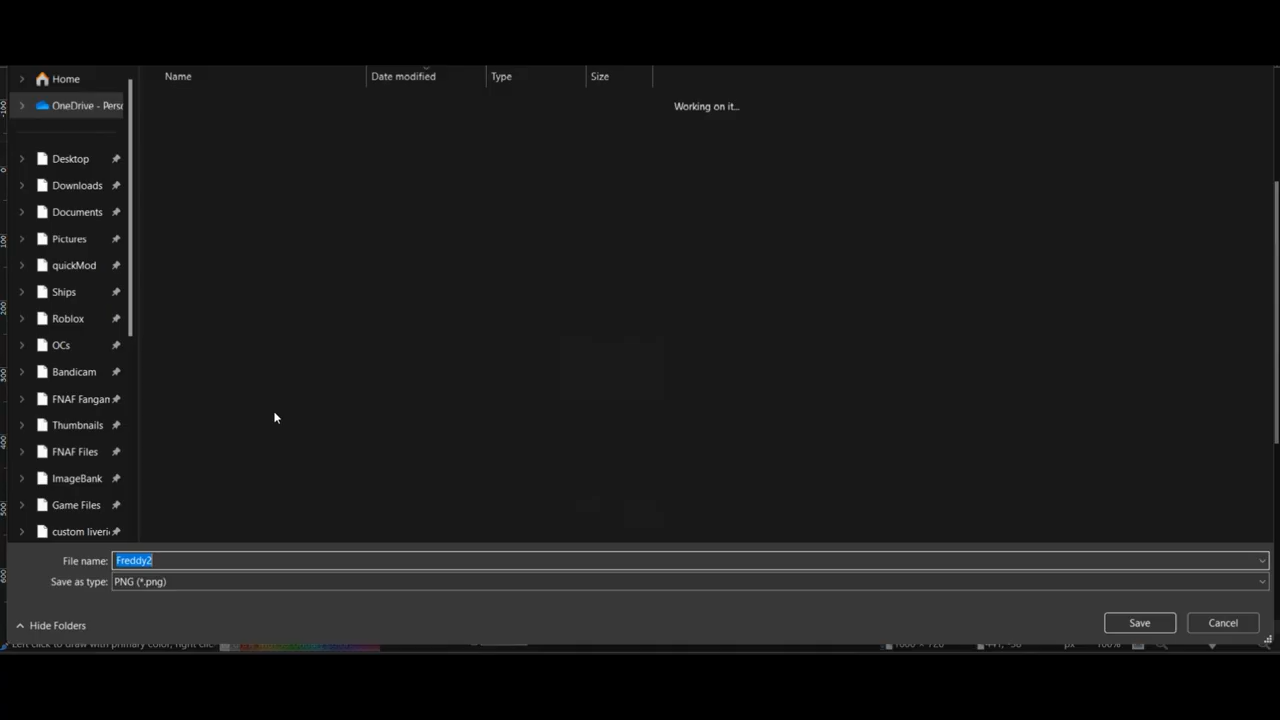 Home
Name Date modified Type Size
OneDrive - Perso
Working on it...
Desktop
Downloads
Documents
Pictures
quickMod
Ships
Roblox
OCs
Bandicam
FNAF Fangam
Thumbnails
FNAF Files
ImageBank
Game Files
custom liveri
File name: Freddy2
Save as type: PNG (*.png)
Save Cancel
Hide Folders